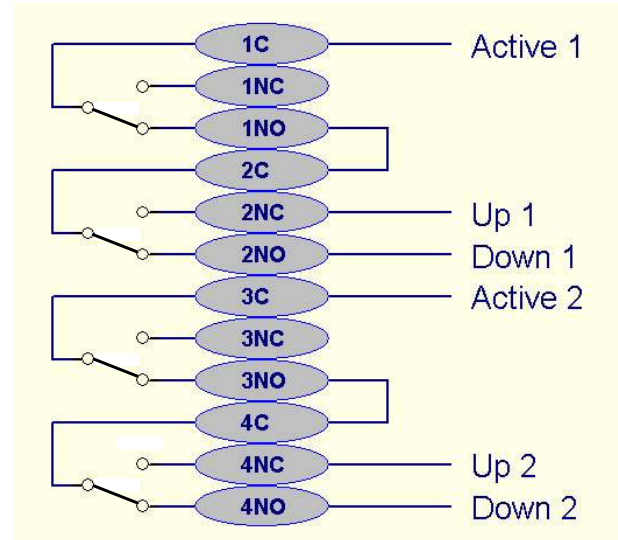 1C Active 1
1NC
1NO
2C
2NC Up 1
2NO Down 1
3C Active 2
3NC
3NO
4C
4NC Up 2
4NO Down 2